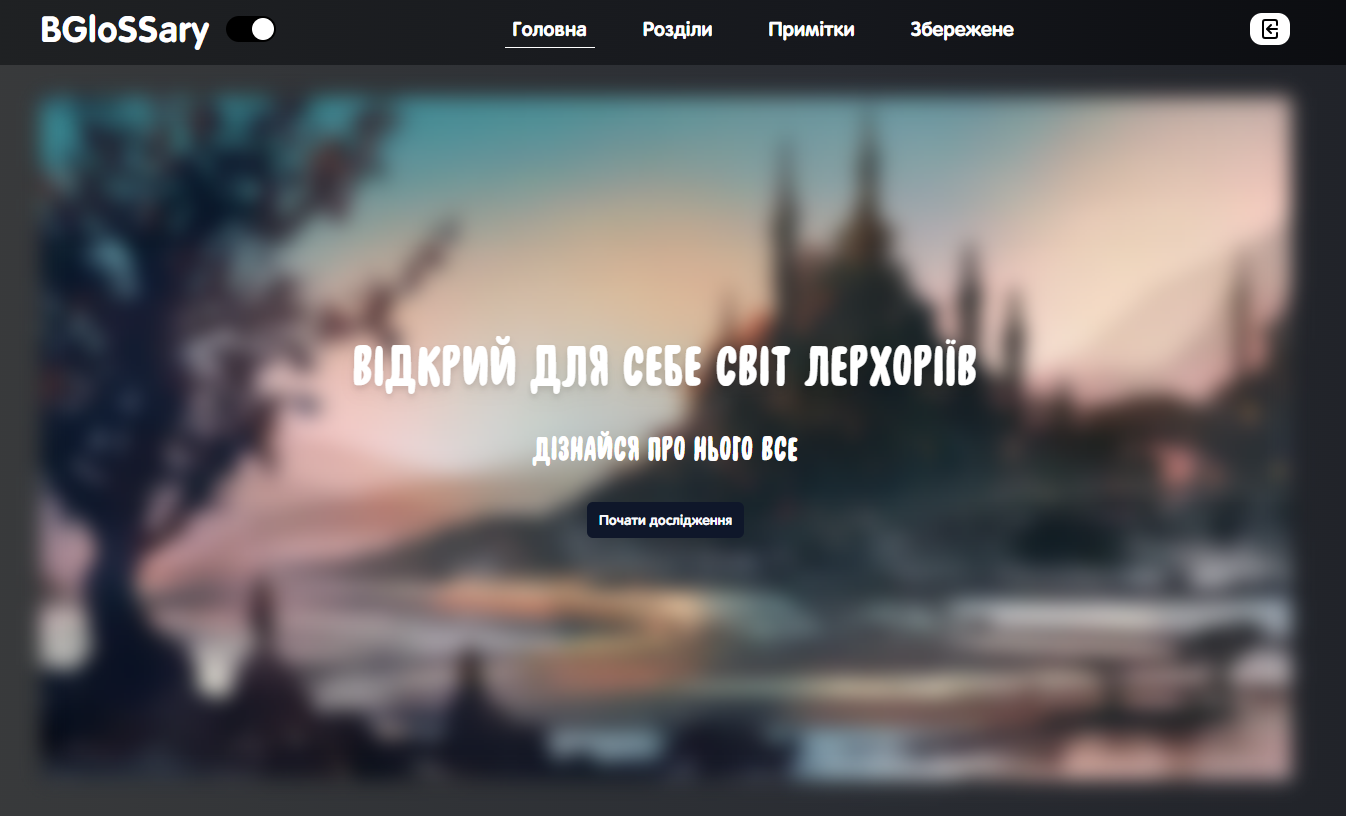 BGloSSary
Головна Розділи Примітки Збережене
ВІДКРИЙ ДЛЯ СЕБЕ СВІТ ЛЕРХОРІЇВ
ДІЗНАЙСЯ ПРО НЬОГО ВСЕ
Почати дослідження